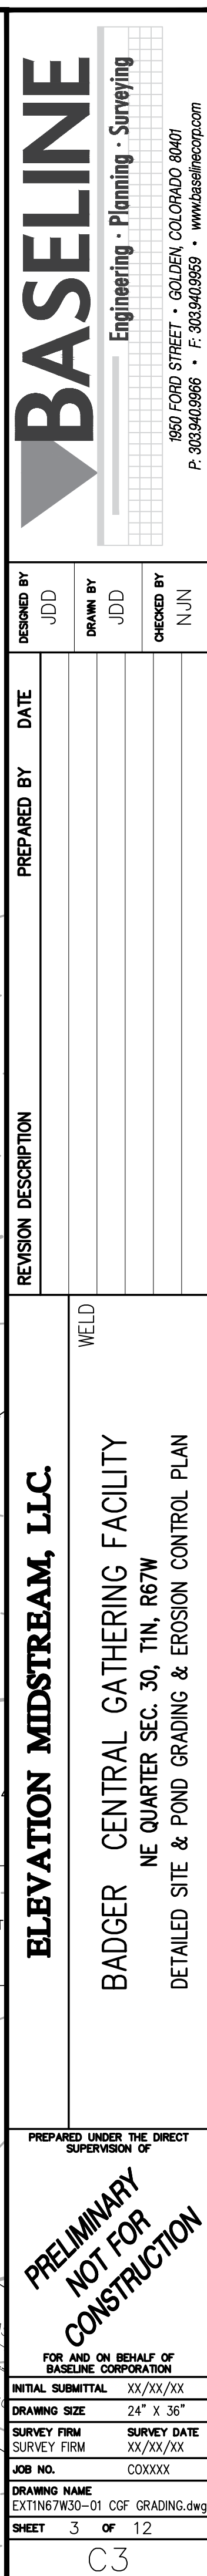 BASELINE
Engineering · Planning · Surveying
1950 FORD STREET • GOLDEN, COLORADO 80401
P: 303.940.9966 • F: 303.940.9959 • www.baselinecorp.com
DESIGNED BY
JDD
DRAWN BY
JDD
CHECKED BY
NJN
REVISION DESCRIPTION PREPARED BY DATE
ELEVATION MIDSTREAM, LLC.
WELD
BADGER CENTRAL GATHERING FACILITY
NE QUARTER SEC. 30, T1N, R67W
DETAILED SITE & POND GRADING & EROSION CONTROL PLAN
PREPARED UNDER THE DIRECT
SUPERVISION OF
PRELIMINARY
NOT FOR
CONSTRUCTION
FOR AND ON BEHALF OF
BASELINE CORPORATION
INITIAL SUBMITTAL XX/XX/XX
DRAWING SIZE 24" X 36"
SURVEY FIRM SURVEY DATE
SURVEY FIRM XX/XX/XX
JOB NO. COXXXX
DRAWING NAME
EXT1N67W30-01 CGF GRADING.dwg
SHEET 3 OF 12
C3